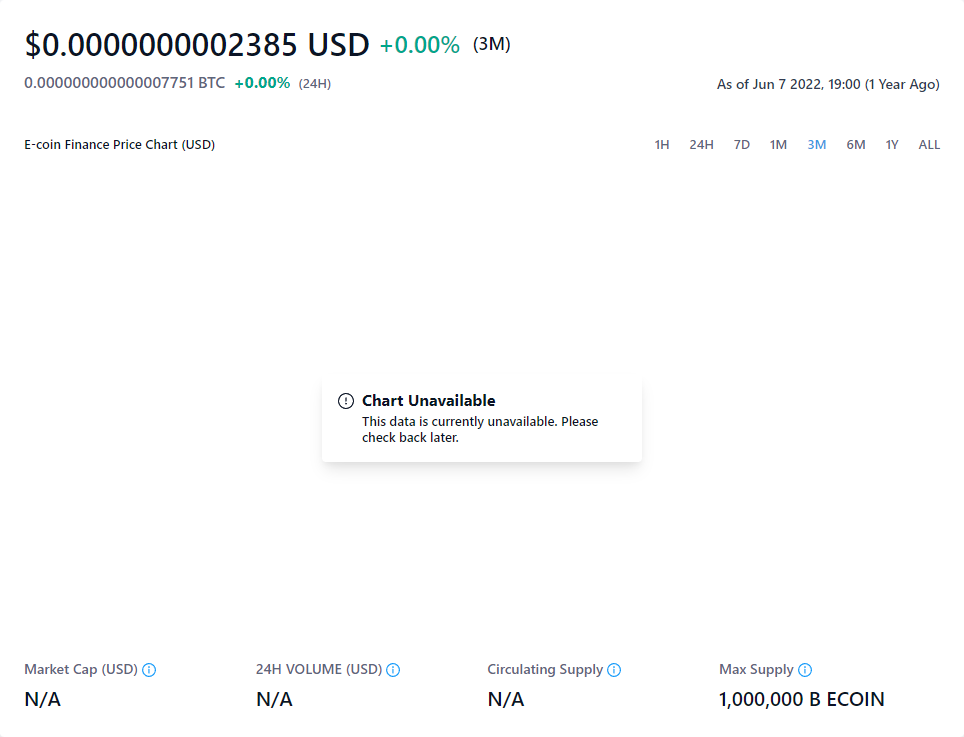 $0.0000000002385 USD +0.00% (3M)
0.000000000000007751 BTC +0.00% (24H)
As of Jun 7 2022, 19:00 (1 Year Ago)
E-coin Finance Price Chart (USD)
1H 24H 7D 1M 3M 6M 1Y ALL
Chart Unavailable
This data is currently unavailable. Please
check back later.
Market Cap (USD) 24H VOLUME (USD) Circulating Supply Max Supply
N/A N/A N/A 1,000,000 B ECOIN